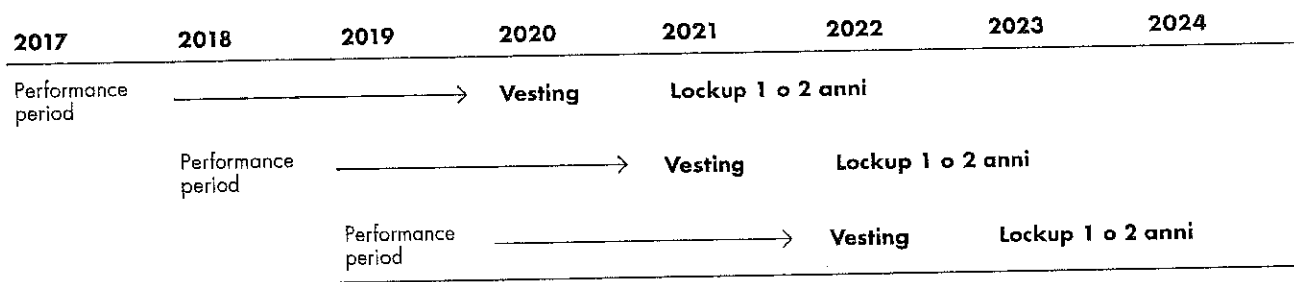 2017 2018 2019 2020 2021 2022 2023 2024
Performance
period
Vesting Lockup 1 o 2 anni
Performance
period
Vesting Lockup 1 o 2 anni
Performance
period
Vesting Lockup 1 o 2 anni